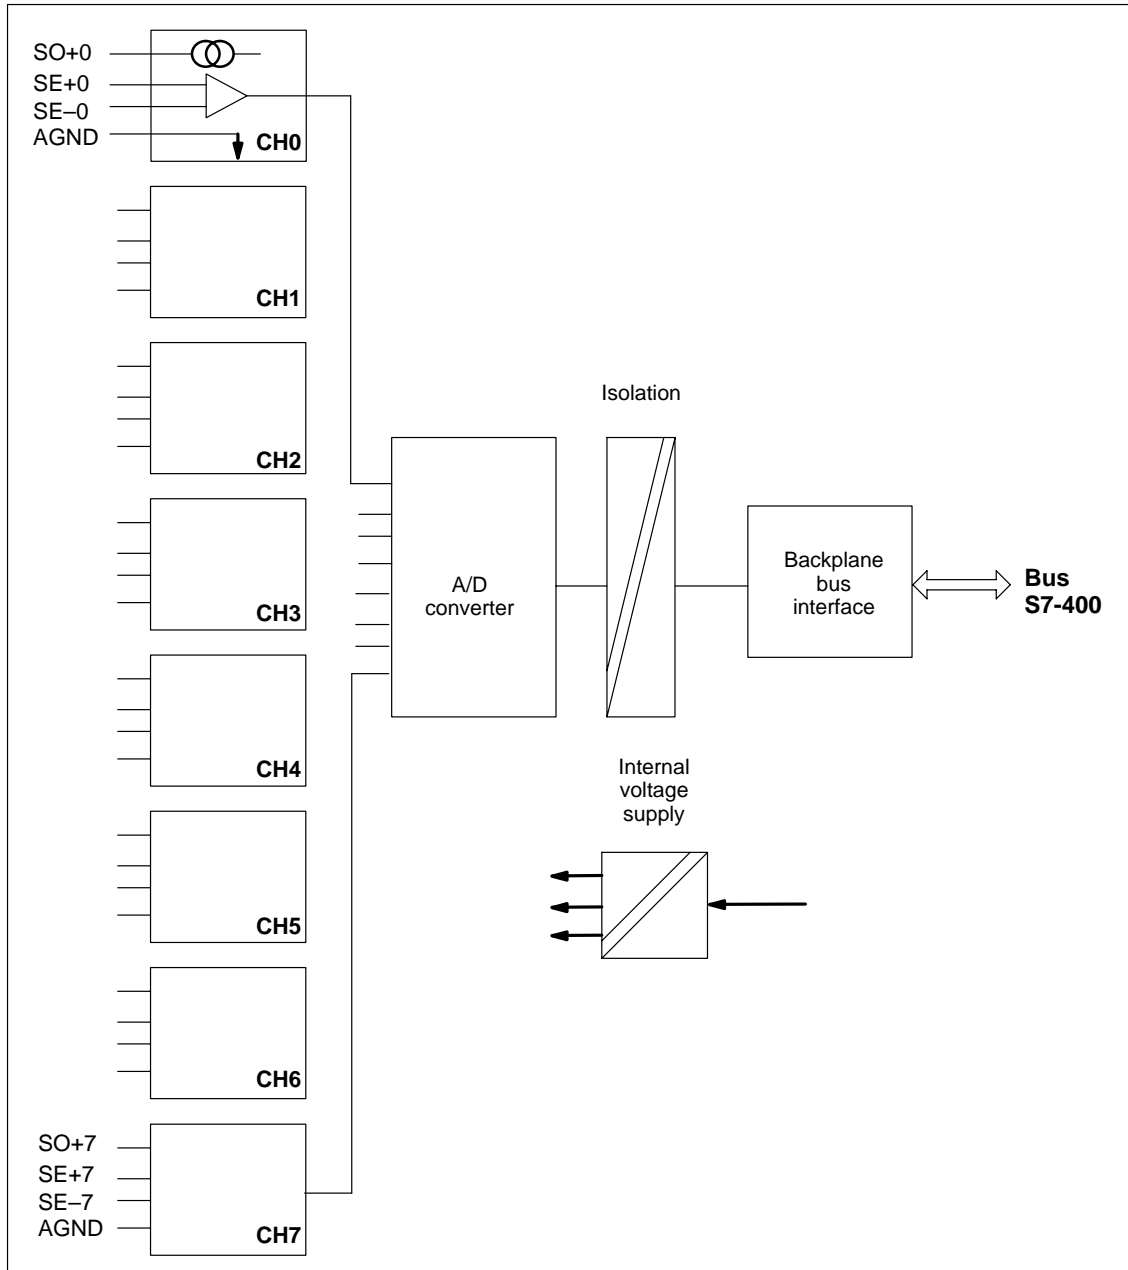 SO+0
SE+0
SE–0
AGND
CH0
CH1
CH2
CH3
CH4
CH5
CH6
SO+7
SE+7
SE–7
AGND
CH7
A/D
converter
Isolation
Backplane
bus
interface
Bus
S7-400
Internal
voltage
supply